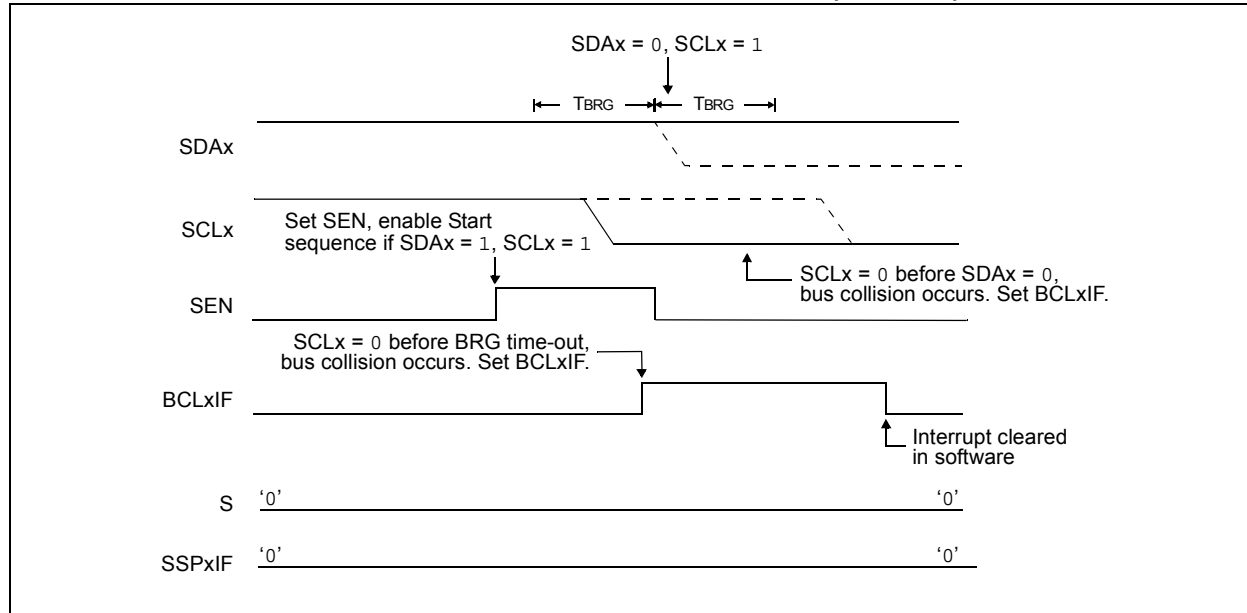 SDAx = 0, SCLx = 1
TBRG TBRG
SDAx
SCLx
Set SEN, enable Start
sequence if SDAx = 1, SCLx = 1
SCLx = 0 before SDAx = 0,
bus collision occurs. Set BCLxIF.
SEN
SCLx = 0 before BRG time-out,
bus collision occurs. Set BCLxIF.
BCLxIF
Interrupt cleared
in software
S ‘0’ ‘0’
SSPxIF ‘0’ ‘0’